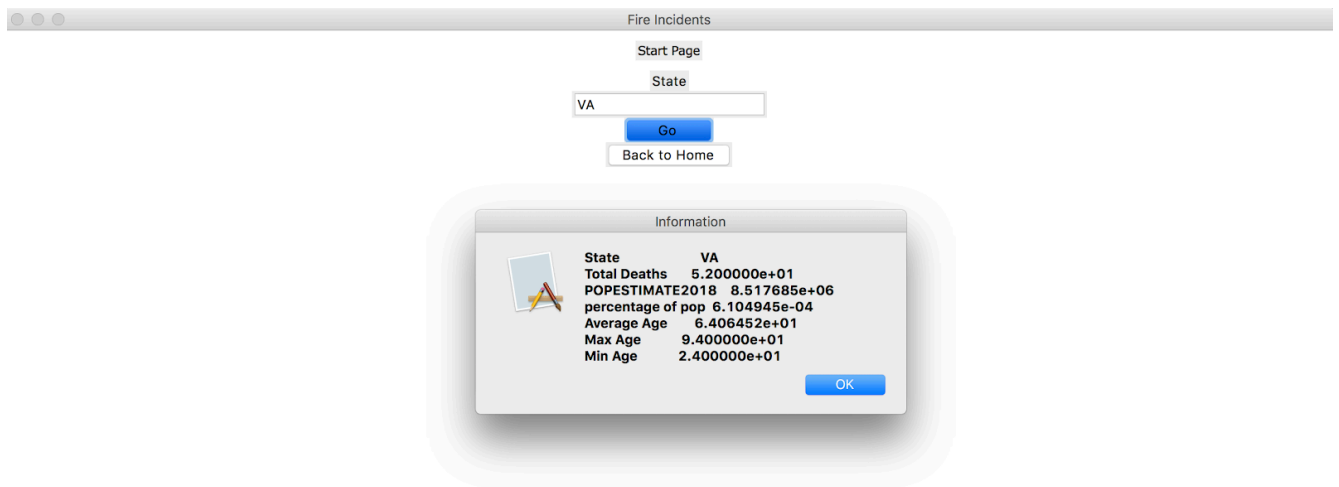 Fire Incidents
Start Page
State
VA
Go
Back to Home
Information
State VA
Total Deaths 5.200000e+01
POPESTIMATE2018 8.517685e+06
percentage of pop 6.104945e-04
Average Age 6.406452e+01
Max Age 9.400000e+01
Min Age 2.400000e+01
OK